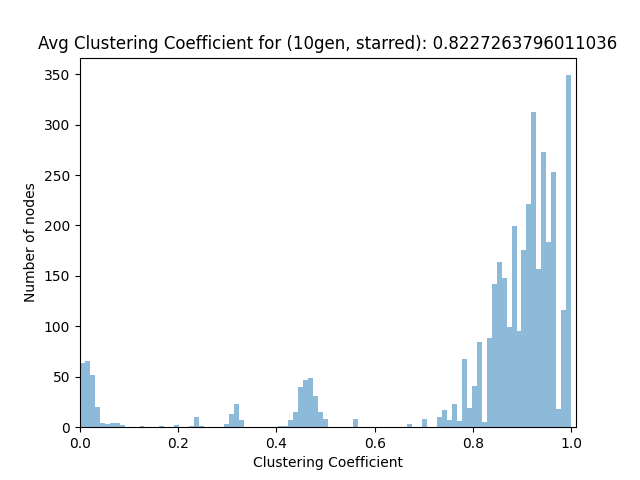 Avg Clustering Coefficient for (10gen, starred): 0.8227263796011036
350
300
250
200
150
100
50
0
Number of nodes
0.0 0.2 0.4 0.6 0.8 1.0
Clustering Coefficient